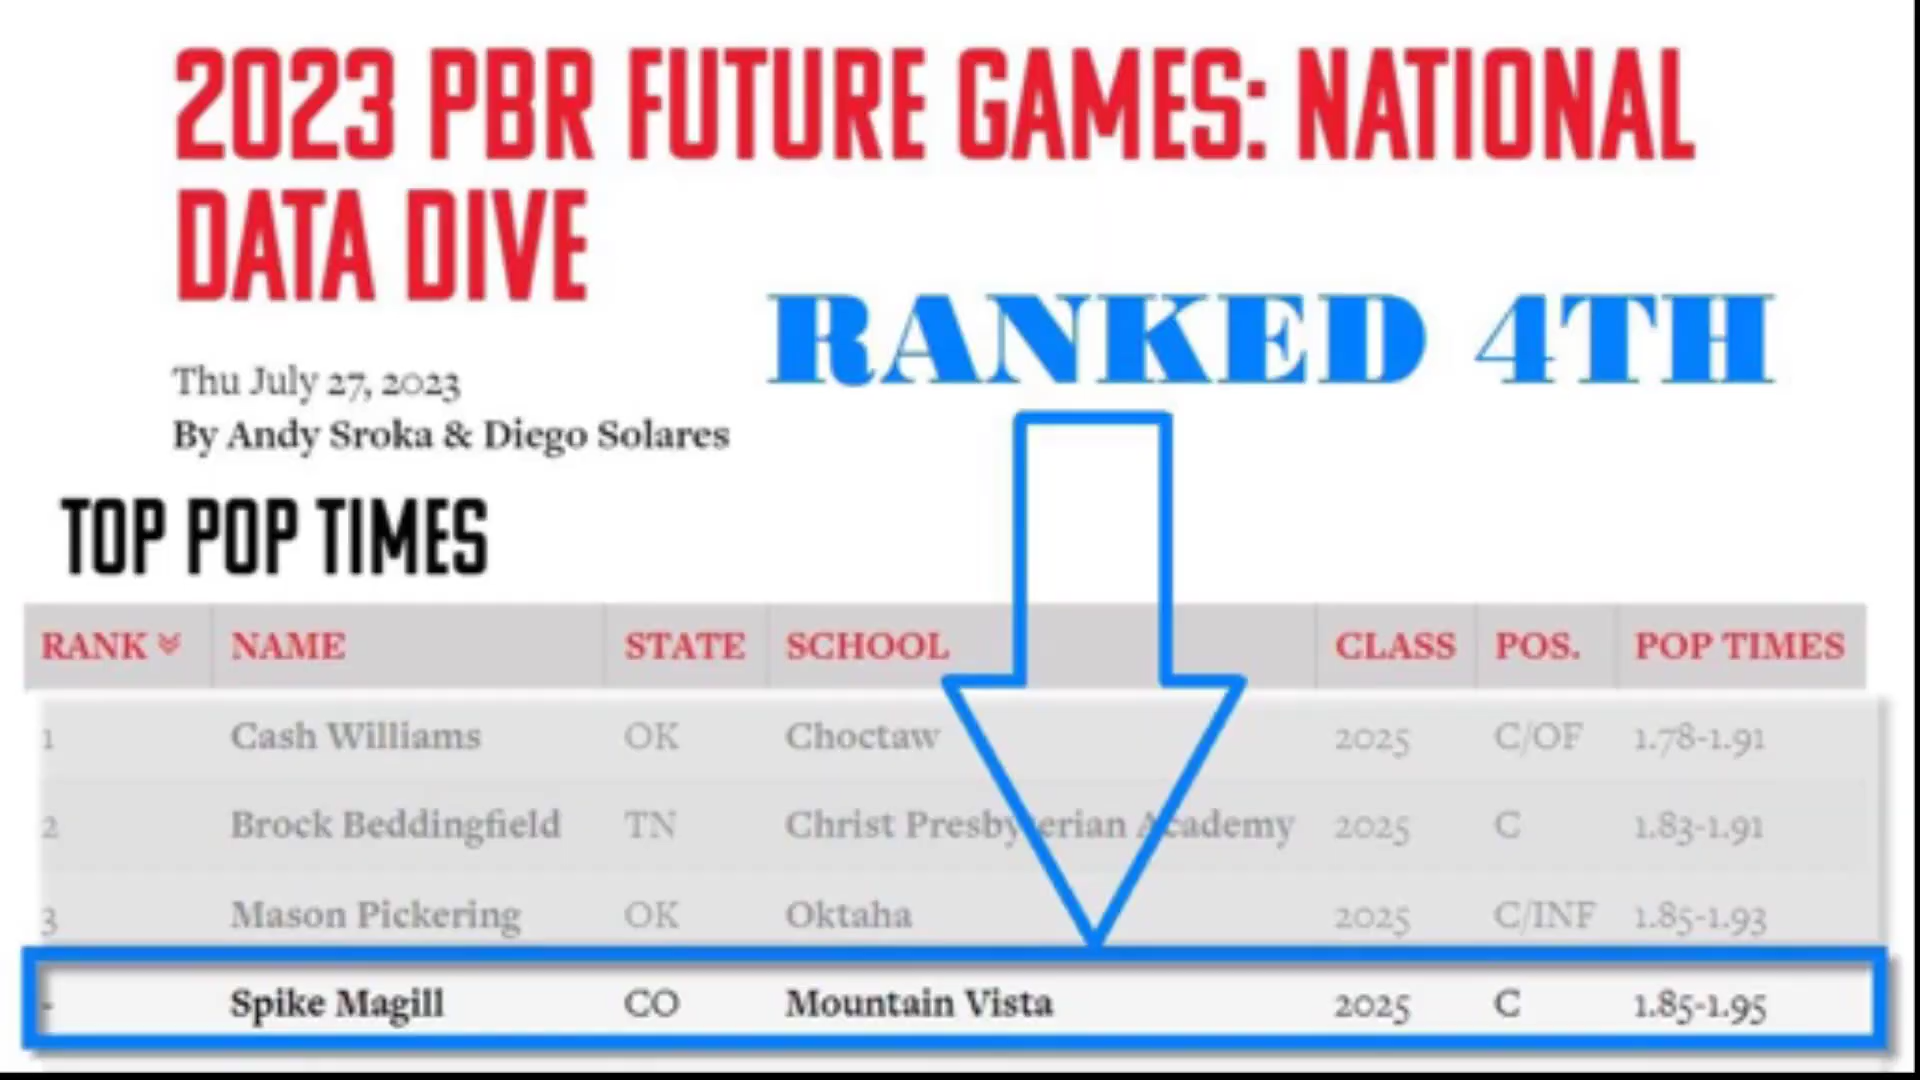 2023 PBR FUTURE GAMES: NATIONAL
DATA DIVE
RANKED 4TH
Thu July 27, 2023
By Andy Sroka & Diego Solares
TOP POP TIMES
RANK NAME STATE SCHOOL CLASS POS. POP TIMES
1 Cash Williams OK Choctaw 2025 C/OF 1.78-1.91
2 Brock Beddingfield TN Christ Presbyterian Academy 2025 C 1.83-1.91
3 Mason Pickering OK Oktaha 2025 C/INF 1.85-1.93
- Spike Magill CO Mountain Vista 2025 C 1.85-1.95